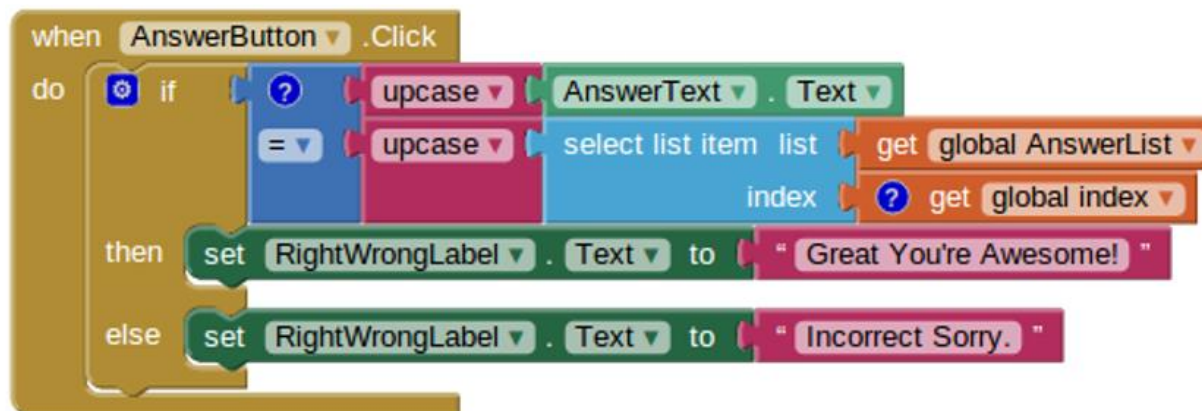 when AnswerButton .Click
do if ? upcase AnswerText . Text
= upcase select list item list get global AnswerList
index ? get global index
then set RightWrongLabel . Text to " Great You're Awesome! "
else set RightWrongLabel . Text to " Incorrect Sorry. "